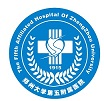 The Fifth Affiliated Hospital Of Zhengzhou University
郑州大学第五附属医院